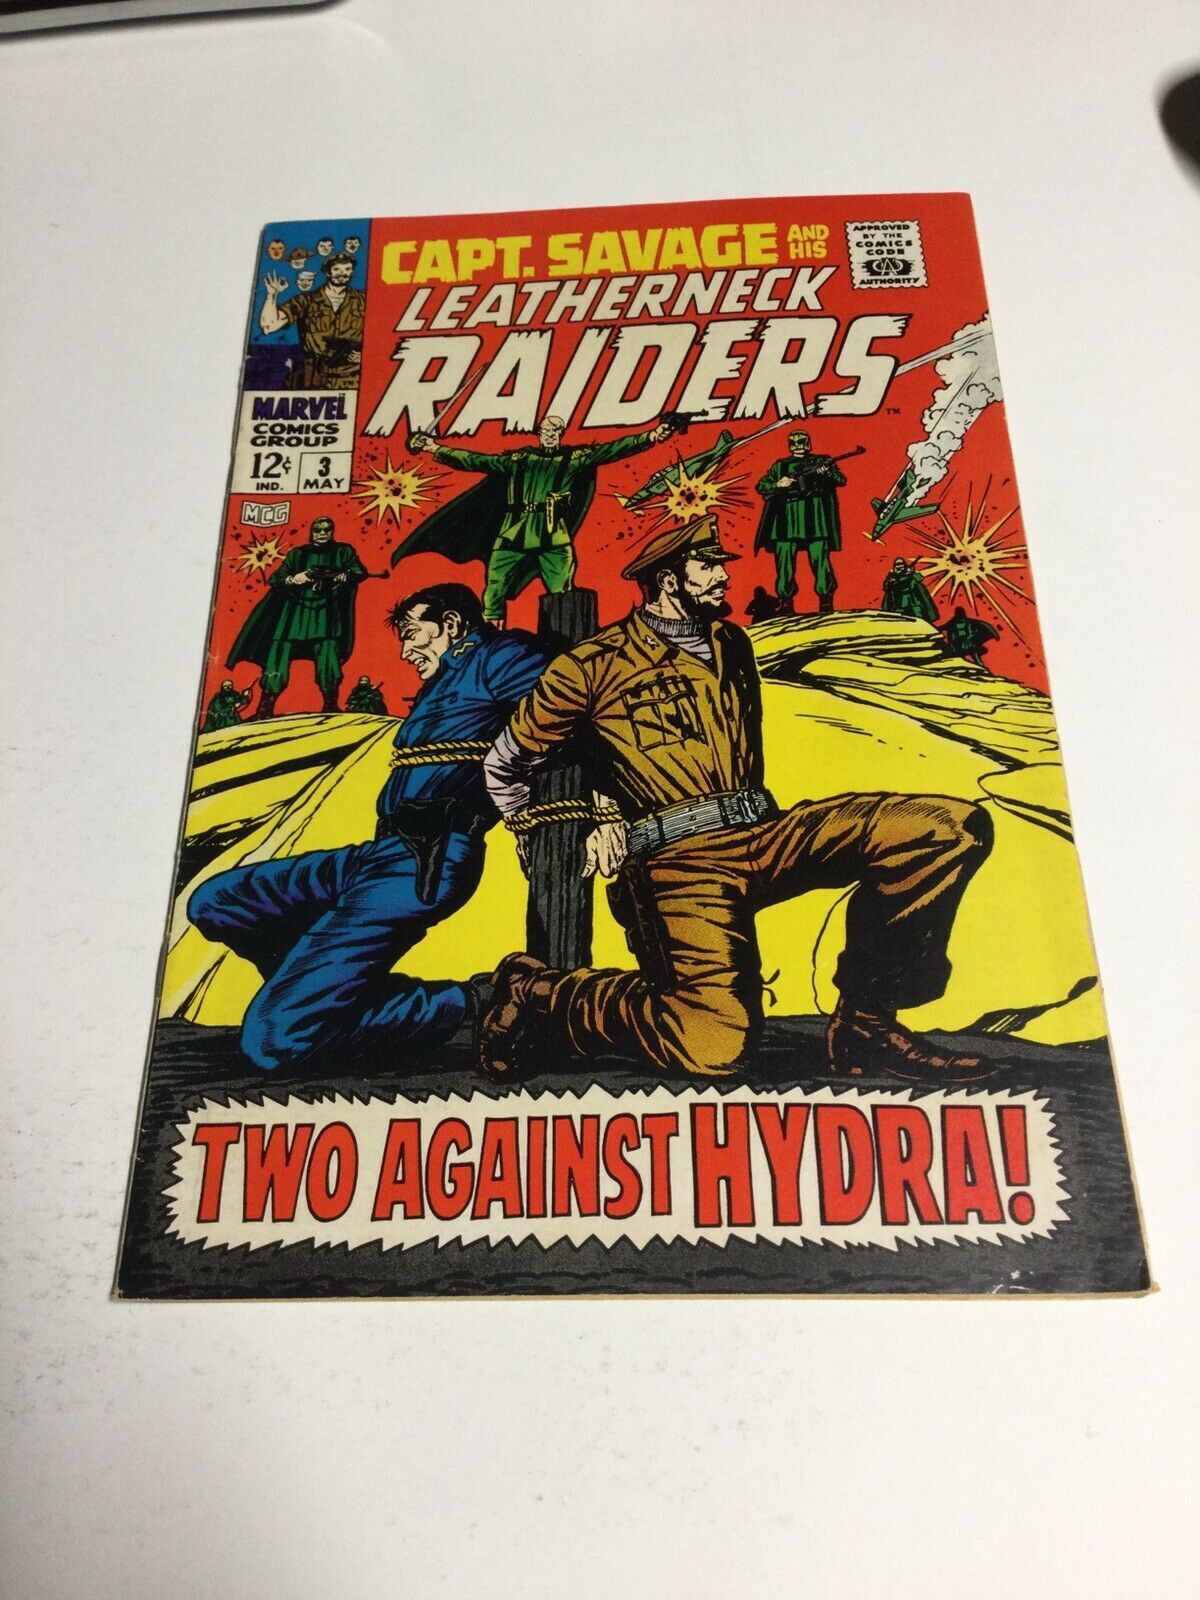 CAPT. SAVAGE AND HIS
LEATHERNECK
RAIDERS
TM
APPROVED
BY THE
COMICS
CODE
CA
AUTHORITY
MARVEL
COMICS
GROUP
12¢
IND.
3
MAY
MCG
TWO AGAINST HYDRA!